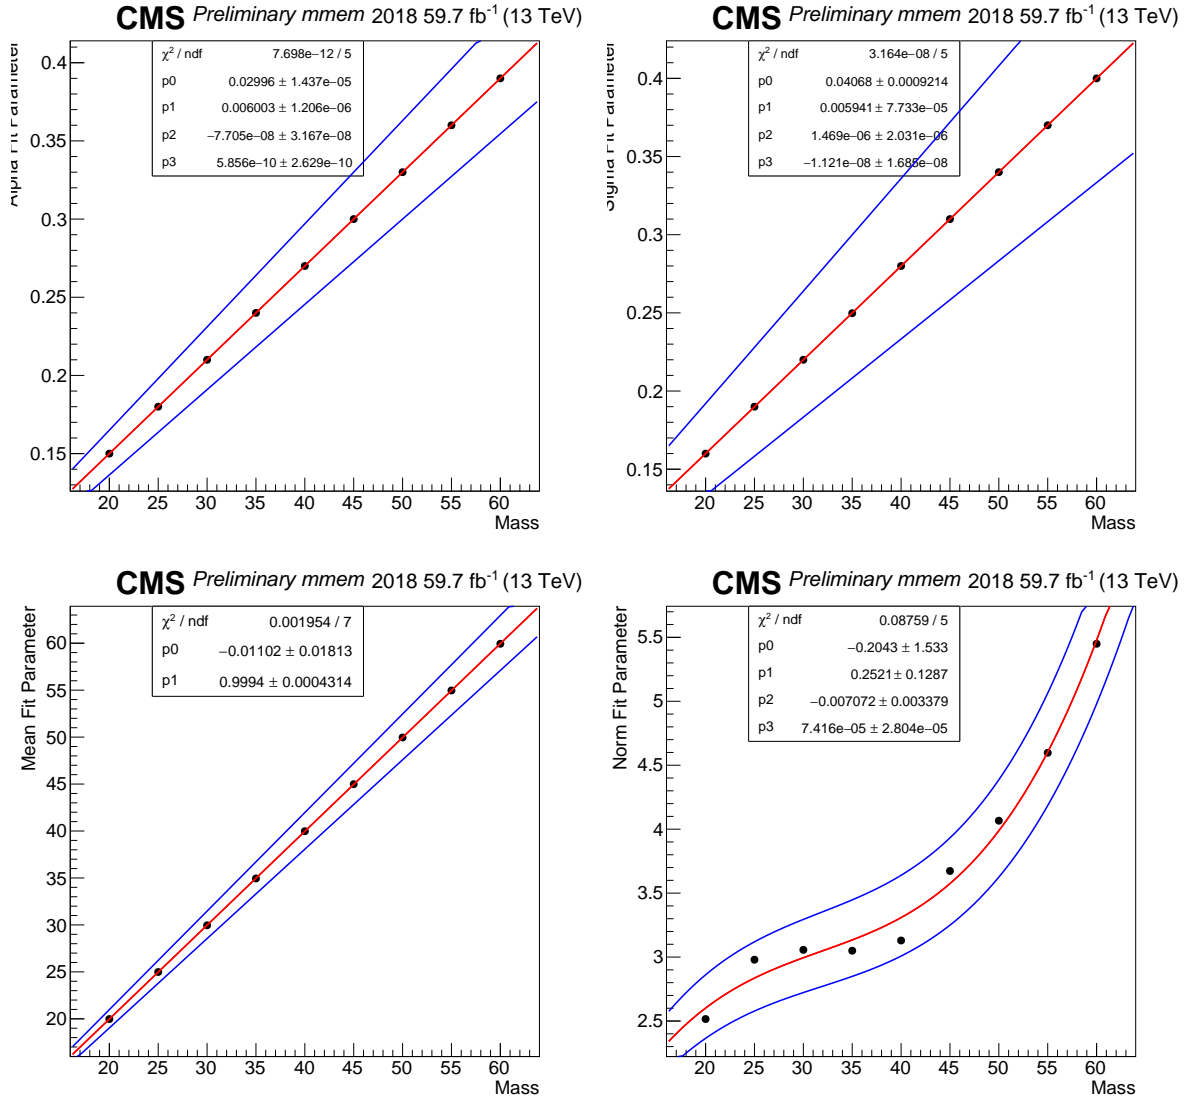 CMS Preliminary mmem 2018 59.7 fb⁻¹ (13 TeV)
χ² / ndf 7.698e−12 / 5
p0 0.02996 ± 1.437e−05
p1 0.006003 ± 1.206e−06
p2 −7.705e−08 ± 3.167e−08
p3 5.856e−10 ± 2.629e−10
Alpha Fit Parameter
0.4
0.35
0.3
0.25
0.2
0.15
20 25 30 35 40 45 50 55 60
Mass
CMS Preliminary mmem 2018 59.7 fb⁻¹ (13 TeV)
χ² / ndf 3.164e−08 / 5
p0 0.04068 ± 0.0009214
p1 0.005941 ± 7.733e−05
p2 1.469e−06 ± 2.031e−06
p3 −1.121e−08 ± 1.685e−08
Sigma Fit Parameter
0.4
0.35
0.3
0.25
0.2
0.15
20 25 30 35 40 45 50 55 60
Mass
CMS Preliminary mmem 2018 59.7 fb⁻¹ (13 TeV)
χ² / ndf 0.001954 / 7
p0 −0.01102 ± 0.01813
p1 0.9994 ± 0.0004314
Mean Fit Parameter
60
55
50
45
40
35
30
25
20
20 25 30 35 40 45 50 55 60
Mass
CMS Preliminary mmem 2018 59.7 fb⁻¹ (13 TeV)
χ² / ndf 0.08759 / 5
p0 −0.2043 ± 1.533
p1 0.2521 ± 0.1287
p2 −0.007072 ± 0.003379
p3 7.416e−05 ± 2.804e−05
Norm Fit Parameter
5.5
5
4.5
4
3.5
3
2.5
20 25 30 35 40 45 50 55 60
Mass